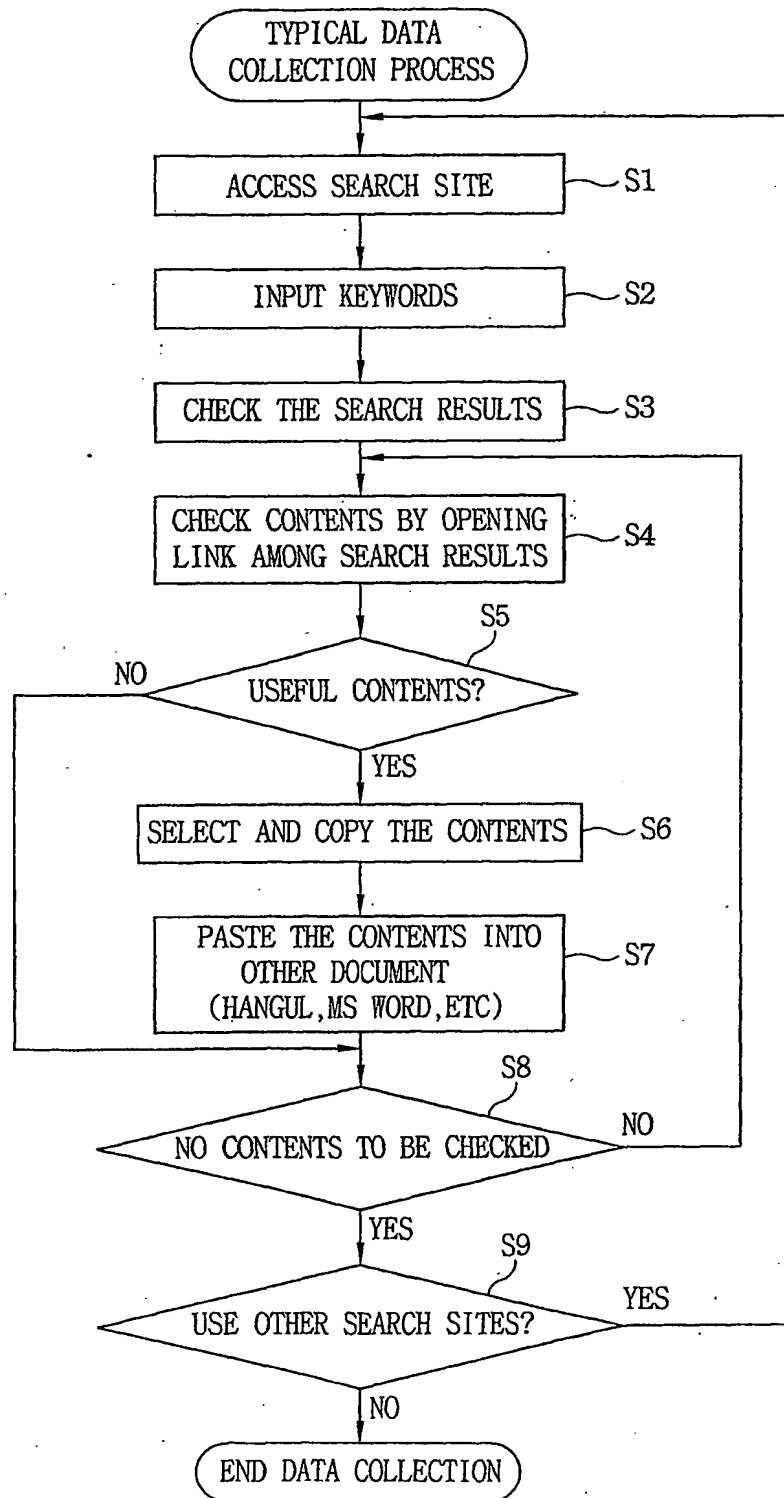 TYPICAL DATA
COLLECTION PROCESS
ACCESS SEARCH SITE
S1
INPUT KEYWORDS
S2
CHECK THE SEARCH RESULTS
S3
CHECK CONTENTS BY OPENING
LINK AMONG SEARCH RESULTS
S4
S5
NO
USEFUL CONTENTS?
YES
SELECT AND COPY THE CONTENTS
S6
PASTE THE CONTENTS INTO
OTHER DOCUMENT
(HANGUL,MS WORD,ETC)
S7
S8
NO CONTENTS TO BE CHECKED
NO
YES
S9
USE OTHER SEARCH SITES?
YES
NO
END DATA COLLECTION